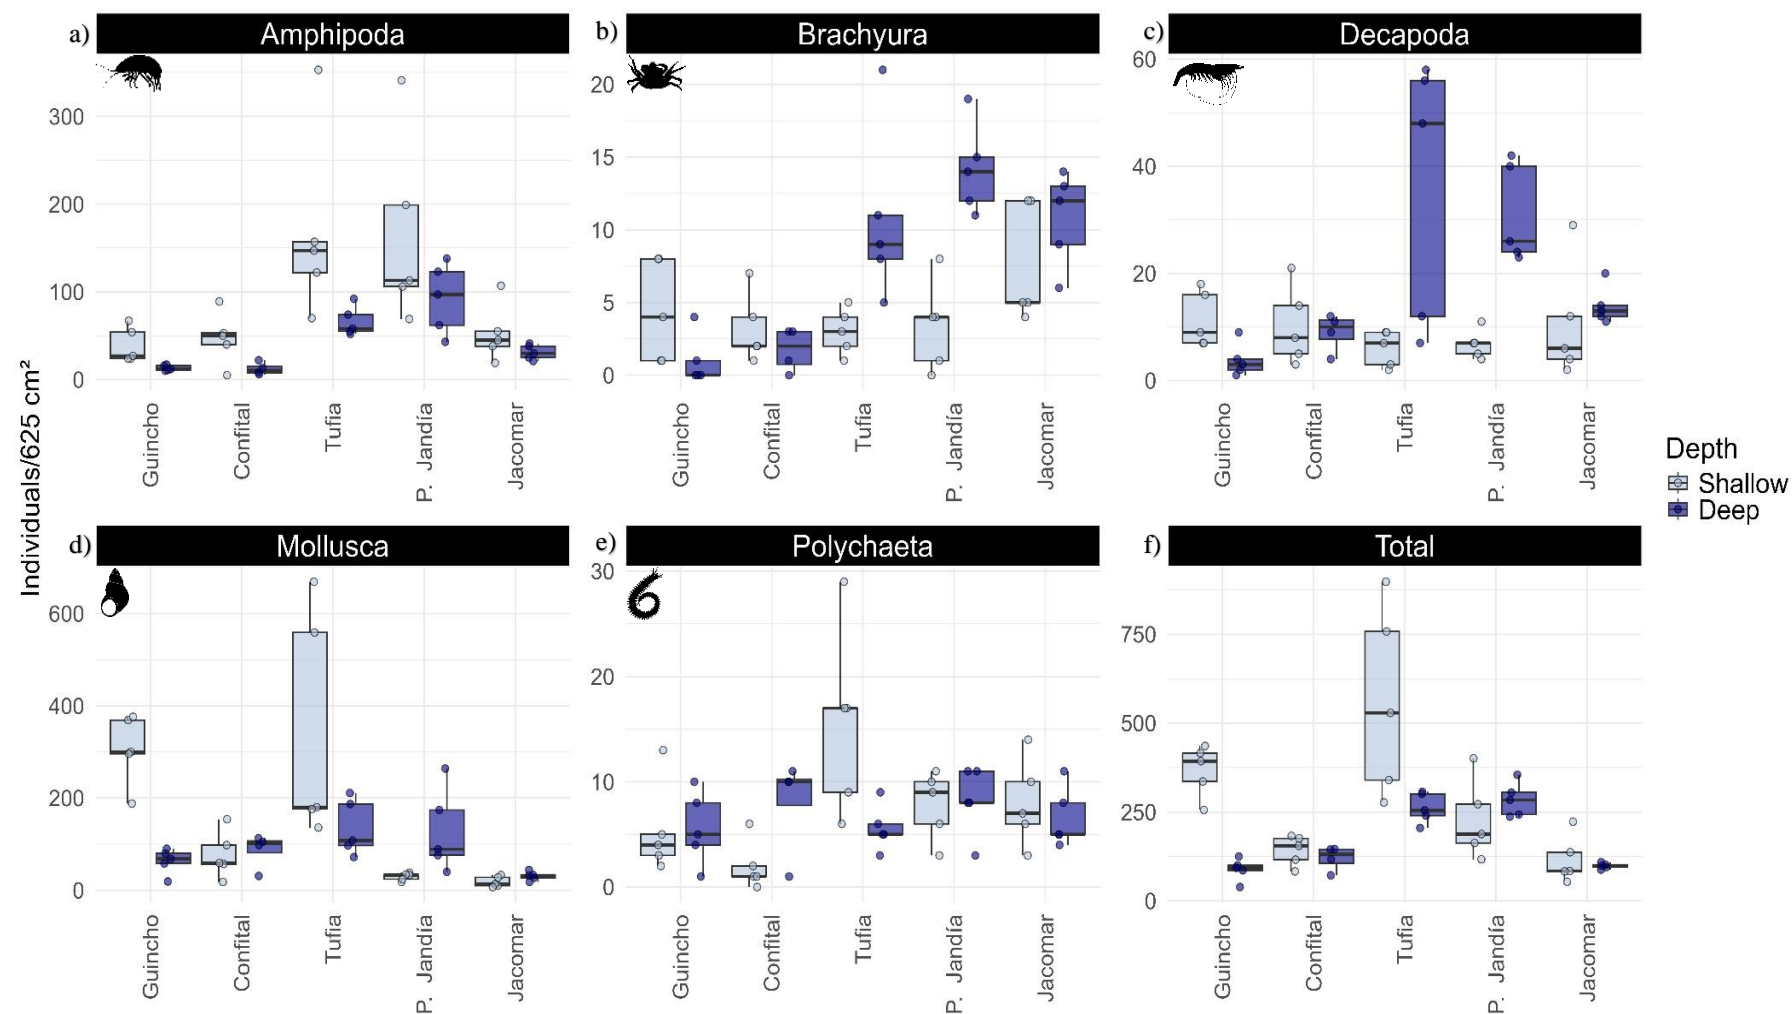 a) Amphipoda
300
200
100
0
Guincho
Confital
Tufia
P. Jandía
Jacomar
b) Brachyura
20
15
10
5
0
Guincho
Confital
Tufia
P. Jandía
Jacomar
c) Decapoda
60
40
20
0
Guincho
Confital
Tufia
P. Jandía
Jacomar
Individuals/625 cm²
Depth
Shallow
Deep
d) Mollusca
600
400
200
0
Guincho
Confital
Tufia
P. Jandía
Jacomar
e) Polychaeta
30
20
10
0
Guincho
Confital
Tufia
P. Jandía
Jacomar
f) Total
750
500
250
0
Guincho
Confital
Tufia
P. Jandía
Jacomar